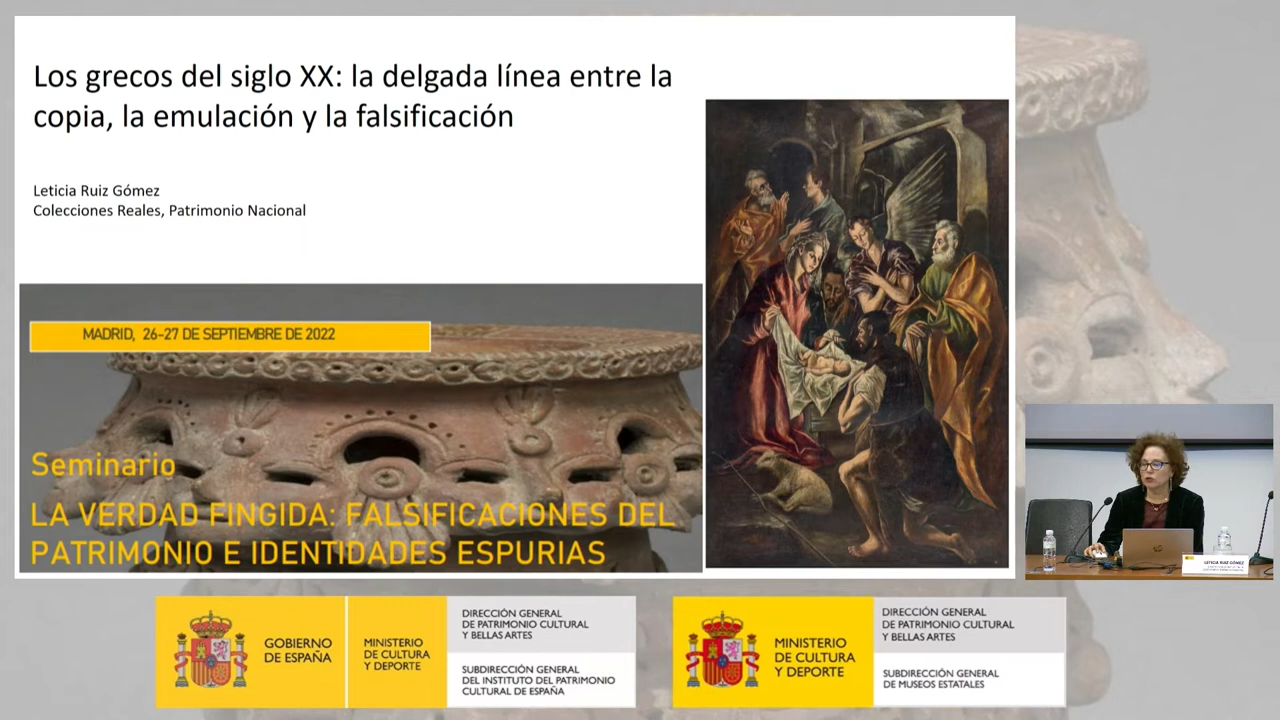 Los grecos del siglo XX: la delgada línea entre la
copia, la emulación y la falsificación
Leticia Ruiz Gómez
Colecciones Reales, Patrimonio Nacional
MADRID, 26-27 DE SEPTIEMBRE DE 2022
Seminario
LA VERDAD FINGIDA: FALSIFICACIONES DEL
PATRIMONIO E IDENTIDADES ESPURIAS
LETICIA RUIZ GÓMEZ
GOBIERNO
DE ESPAÑA
MINISTERIO
DE CULTURA
Y DEPORTE
DIRECCIÓN GENERAL
DE PATRIMONIO CULTURAL
Y BELLAS ARTES
SUBDIRECCIÓN GENERAL
DEL INSTITUTO DEL PATRIMONIO
CULTURAL DE ESPAÑA
MINISTERIO
DE CULTURA
Y DEPORTE
DIRECCIÓN GENERAL
DE PATRIMONIO CULTURAL
Y BELLAS ARTES
SUBDIRECCIÓN GENERAL
DE MUSEOS ESTATALES